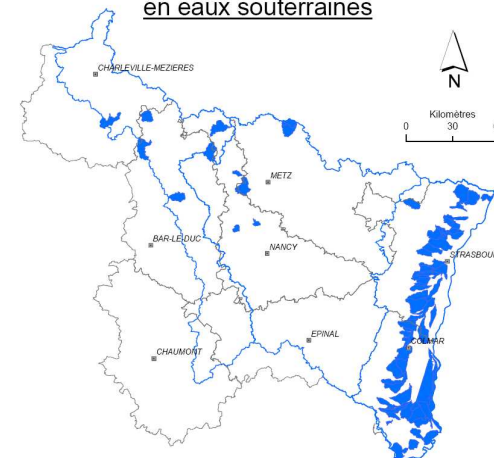 en eaux souterraines
CHARLEVILLE-MEZIERES
N
Kilomètres
0 30
METZ
BAR-LE-DUC
NANCY
STRASBOU
EPINAL
COLMAR
CHAUMONT